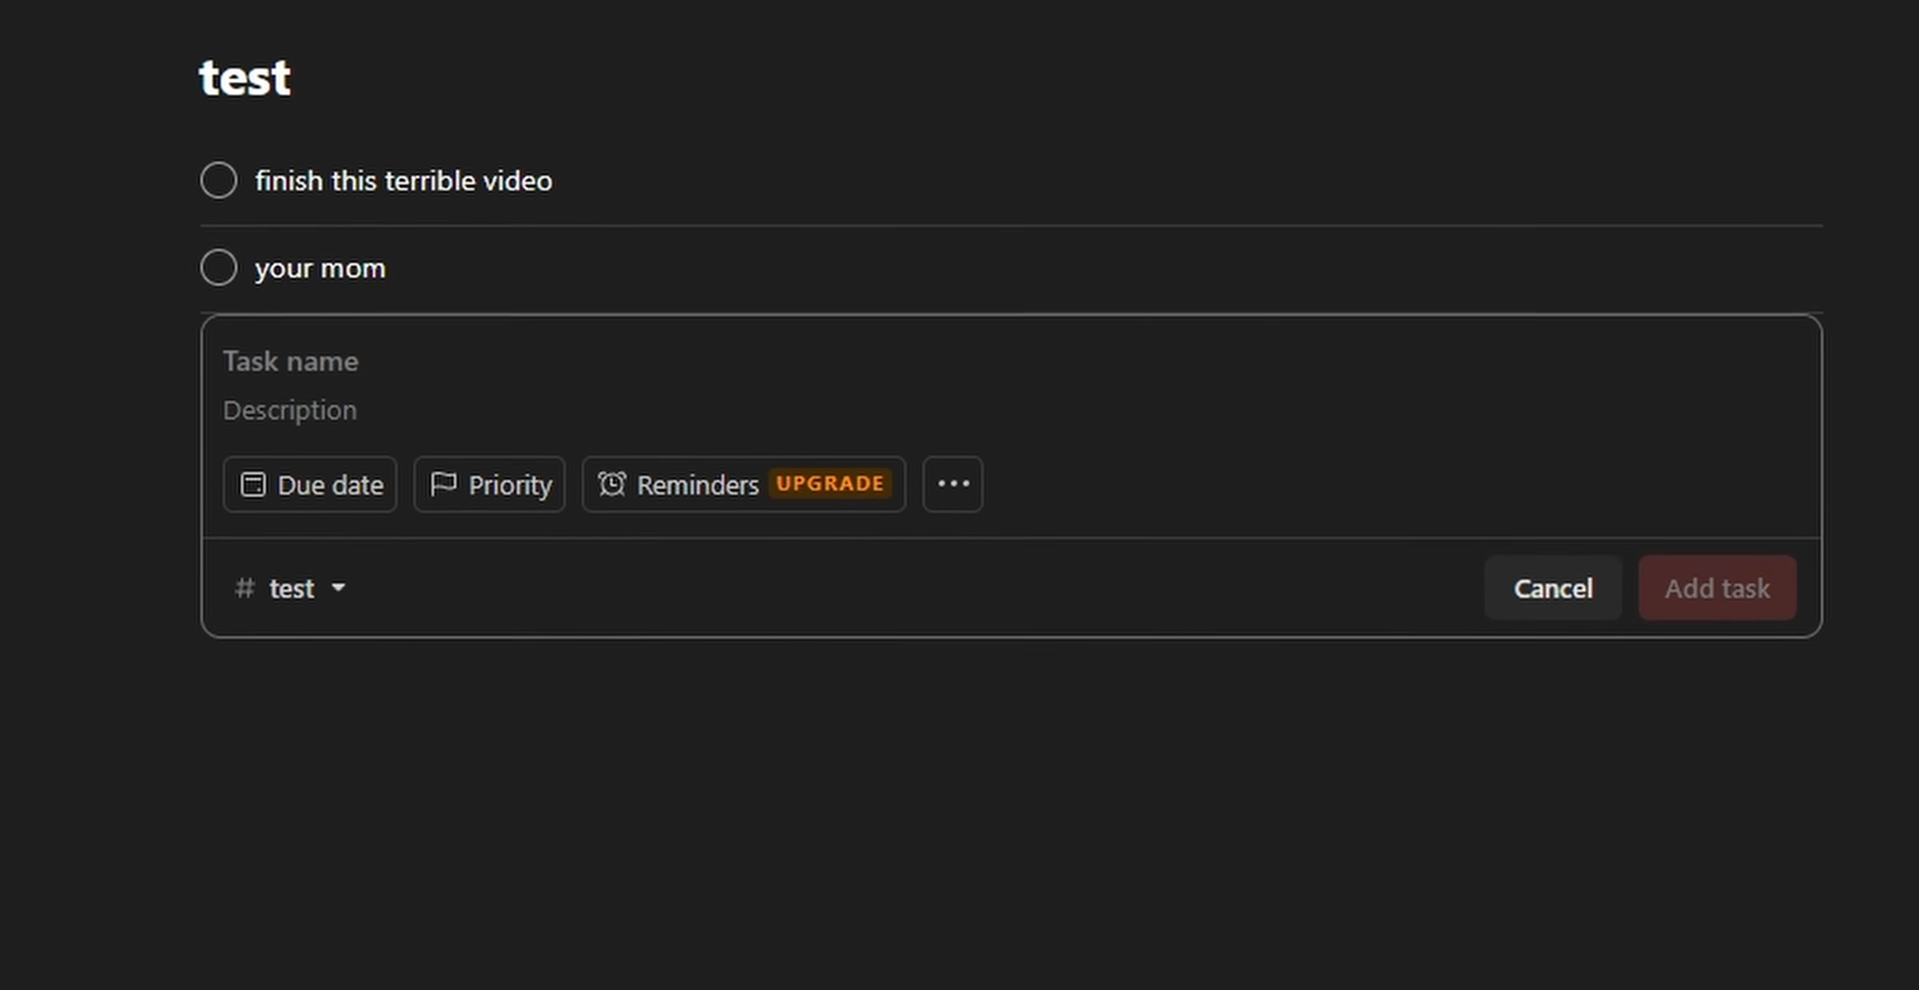 test
finish this terrible video
your mom
Task name
Description
Due date Priority Reminders UPGRADE ...
# test Cancel Add task